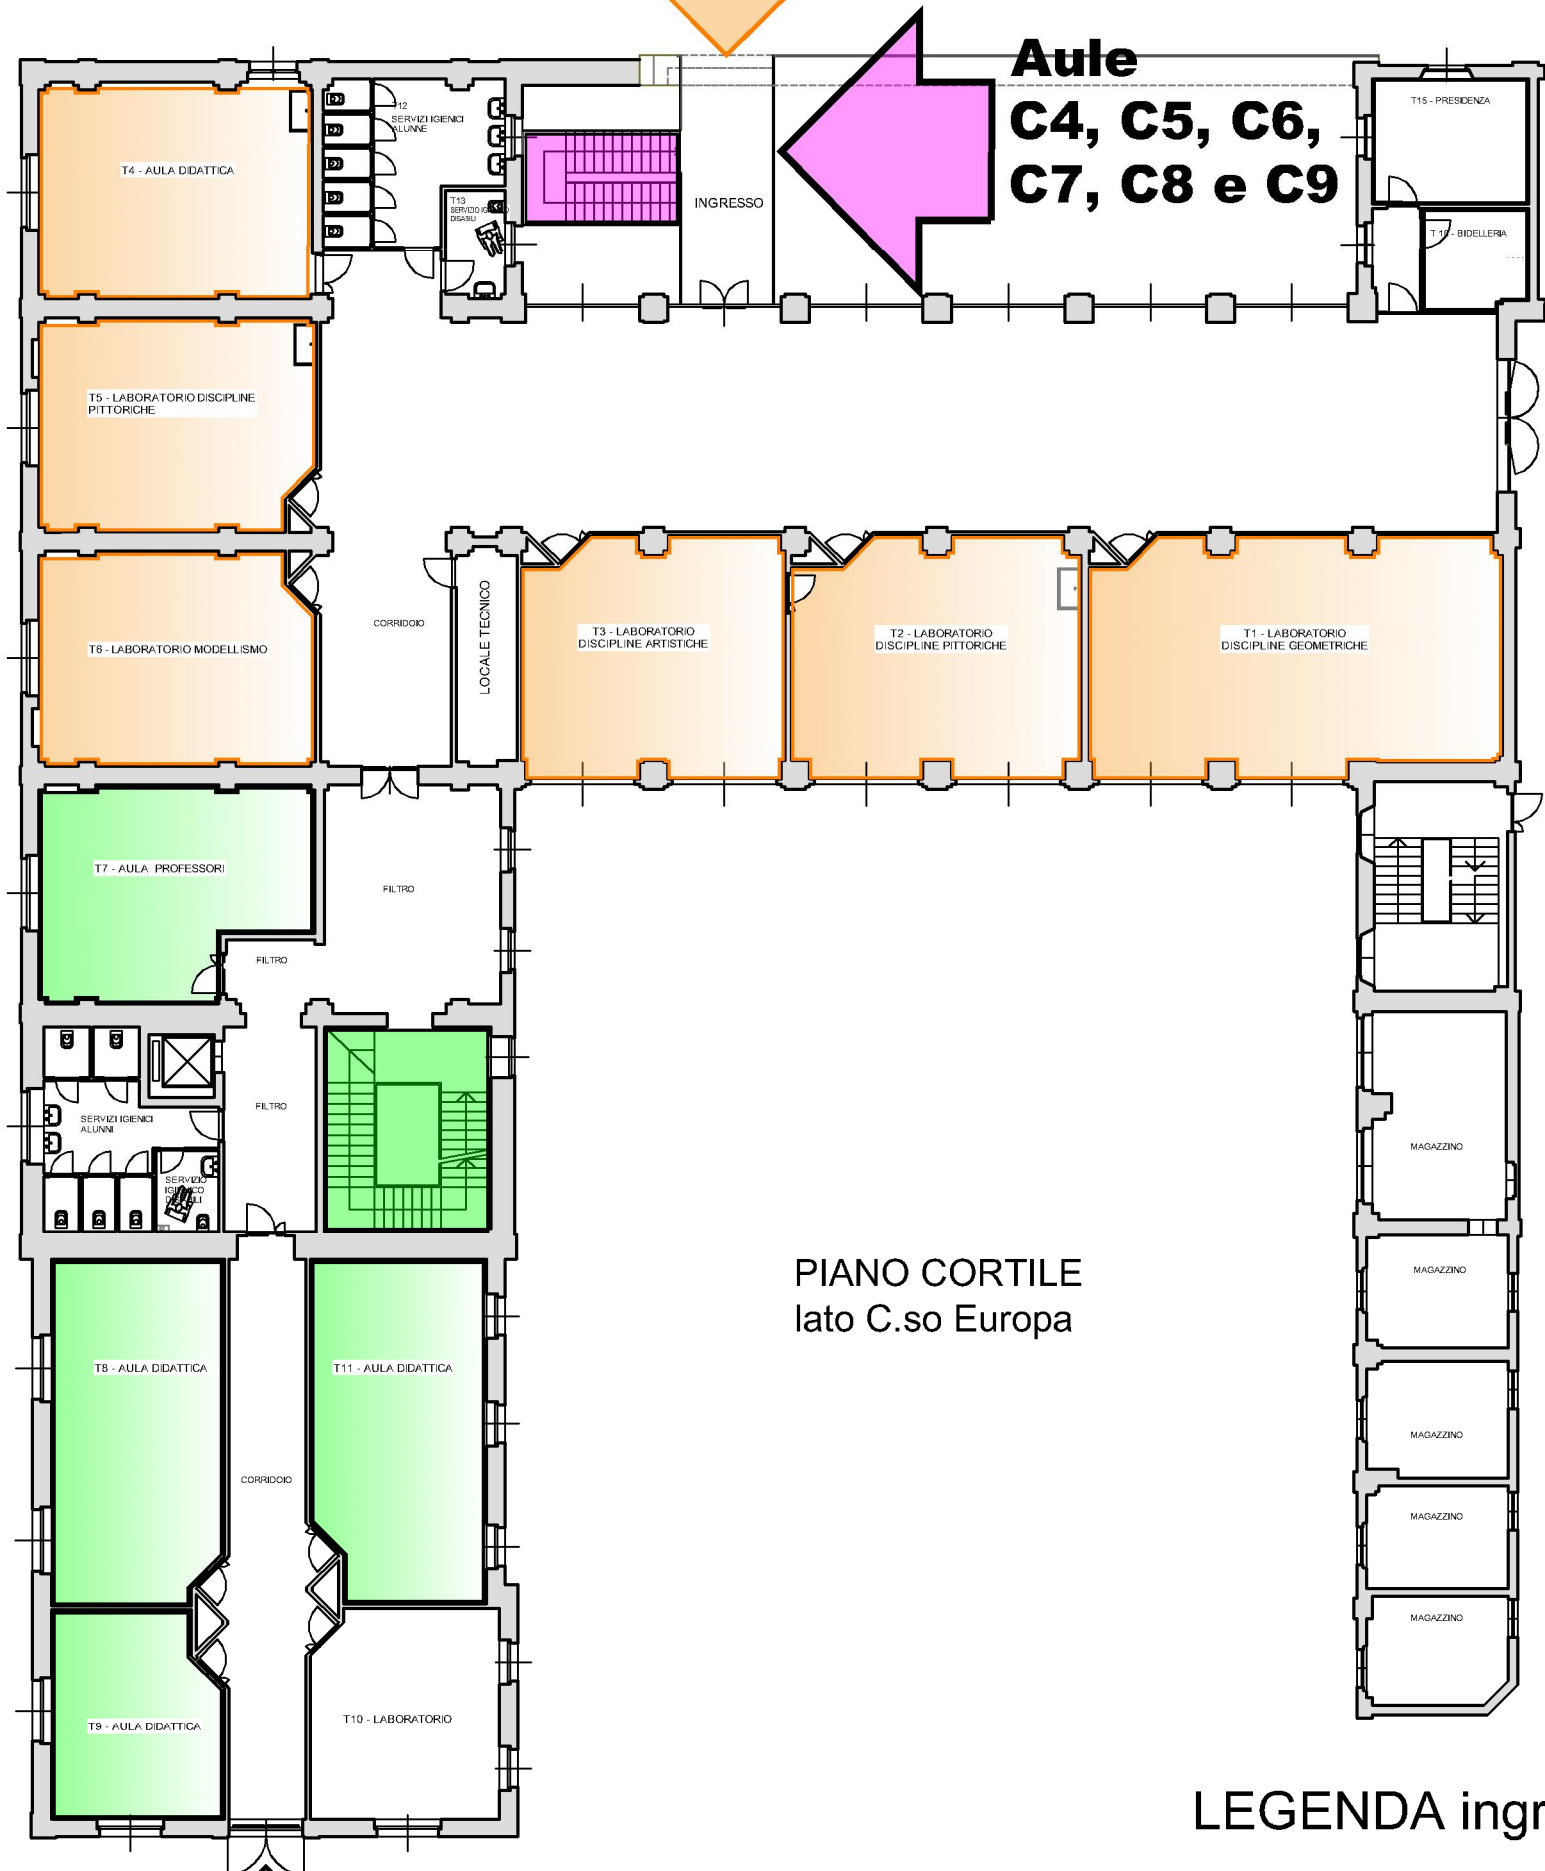 Aule
C4, C5, C6,
C7, C8 e C9
T15 - PRESIDENZA
T12
SERVIZI IGIENICI
ALUNNE
T4 - AULA DIDATTICA
T13
SERVIZIO IGIENICO
DISABILI
INGRESSO
BIDELLERIA
T5 - LABORATORIO DISCIPLINE
PITTORICHE
CORRIDOIO
LOCALE TECNICO
T3 - LABORATORIO
DISCIPLINE ARTISTICHE
T2 - LABORATORIO
DISCIPLINE PITTORICHE
T1 - LABORATORIO
DISCIPLINE GEOMETRICHE
T6 - LABORATORIO MODELLISMO
T7 - AULA PROFESSORI
FILTRO
FILTRO
FILTRO
SERVIZI IGIENICI
ALUNNI
SERVIZIO
IGIENICO
DISABILI
MAGAZZINO
PIANO CORTILE
lato C.so Europa
MAGAZZINO
T8 - AULA DIDATTICA
T11 - AULA DIDATTICA
MAGAZZINO
CORRIDOIO
MAGAZZINO
MAGAZZINO
T9 - AULA DIDATTICA
T10 - LABORATORIO
LEGENDA ingr